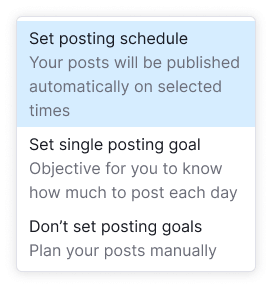 Set posting schedule
Your posts will be published
automatically on selected
times
Set single posting goal
Objective for you to know
how much to post each day
Don’t set posting goals
Plan your posts manually